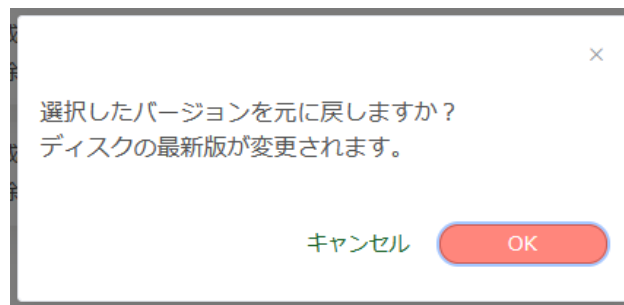 ×
選択したバージョンを元に戻しますか？
ディスクの最新版が変更されます。
キャンセル
OK